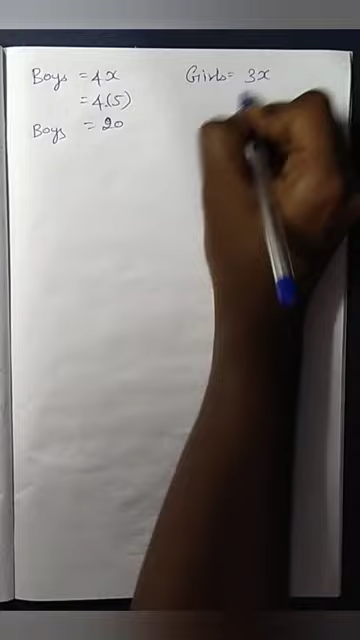 Boys = 4x
= 4.(5)
Boys = 20
Girls = 3x